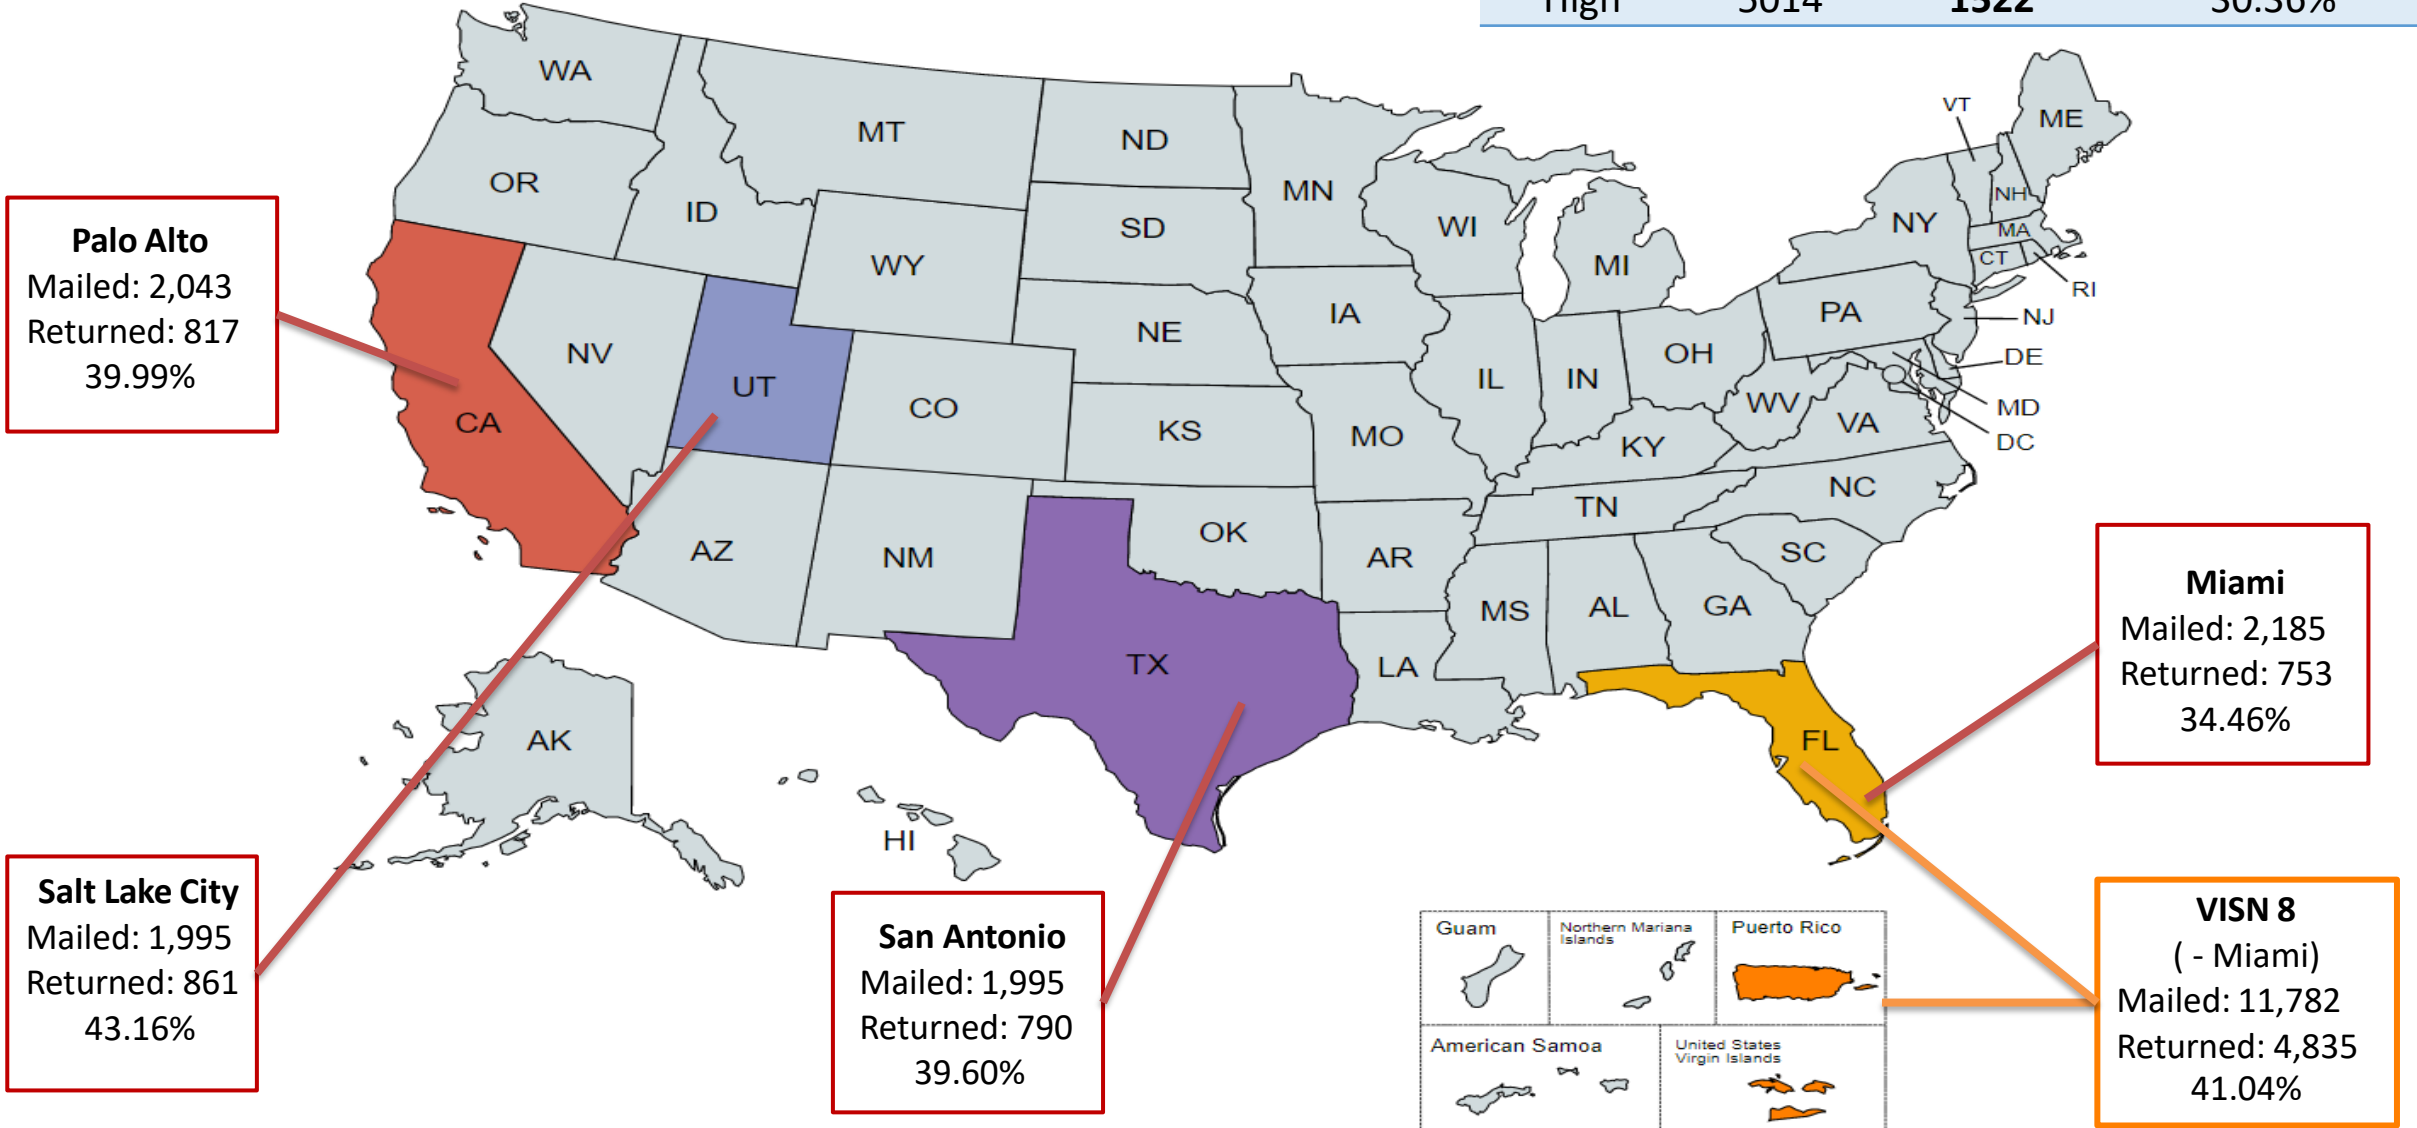 High 5014 1522 30.36%
WA
MT
ND
MN
VT
ME
OR
ID
SD
WI
MI
NY
NH
MA
CT
RI
WY
NE
IA
PA
NJ
NV
UT
CO
IL
IN
OH
DE
MD
DC
CA
KS
MO
WV
VA
KY
AZ
NM
OK
AR
TN
NC
SC
TX
LA
MS
AL
GA
FL
AK
HI
Palo Alto
Mailed: 2,043
Returned: 817
39.99%
Miami
Mailed: 2,185
Returned: 753
34.46%
Salt Lake City
Mailed: 1,995
Returned: 861
43.16%
San Antonio
Mailed: 1,995
Returned: 790
39.60%
Guam
Northern Mariana
Islands
Puerto Rico
American Samoa
United States
Virgin Islands
VISN 8
( - Miami)
Mailed: 11,782
Returned: 4,835
41.04%